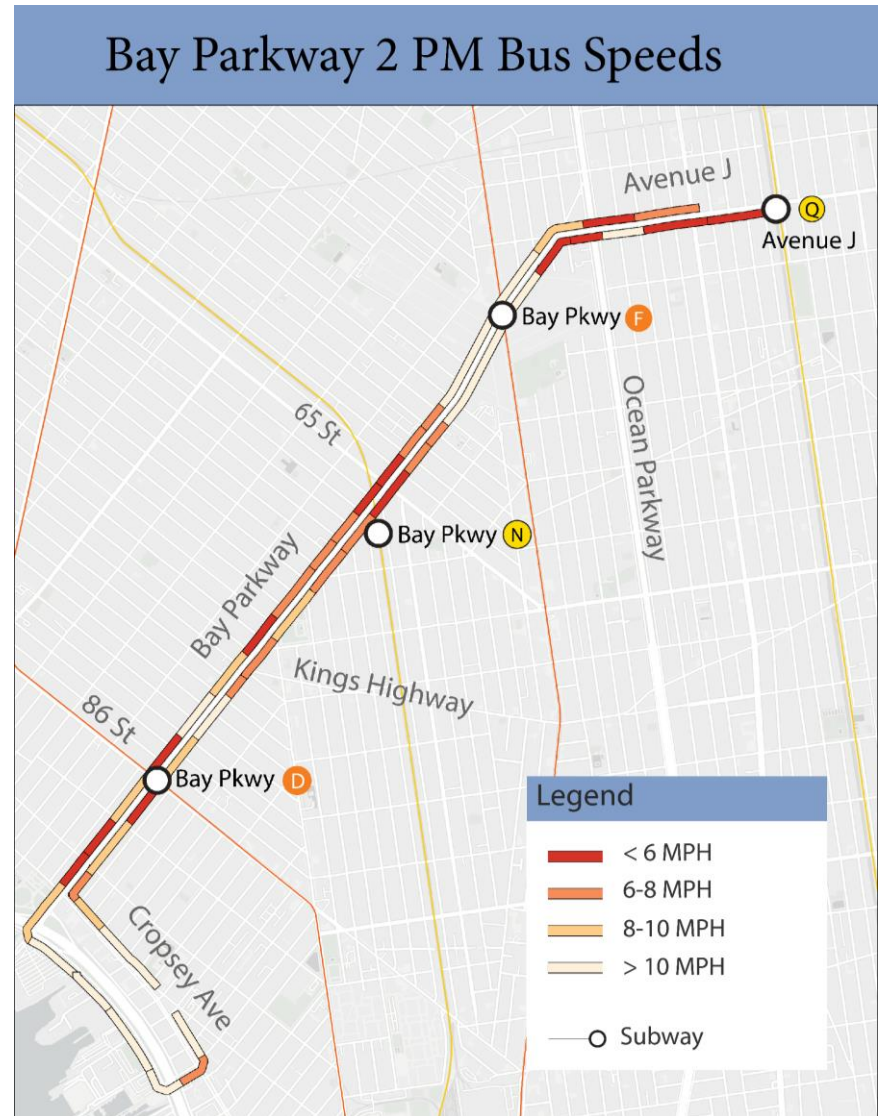 Bay Parkway 2 PM Bus Speeds
Avenue J
Q
Avenue J
Bay Pkwy F
65 St
Ocean Parkway
Bay Pkwy N
Bay Parkway
Kings Highway
86 St
Bay Pkwy D
Cropsey Ave
Legend
< 6 MPH
6-8 MPH
8-10 MPH
> 10 MPH
Subway